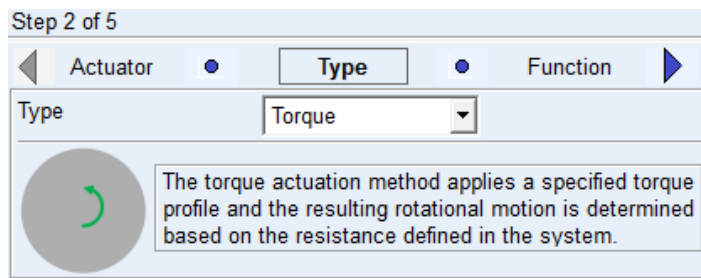 Step 2 of 5
Actuator Type Function
Type Torque
The torque actuation method applies a specified torque
profile and the resulting rotational motion is determined
based on the resistance defined in the system.